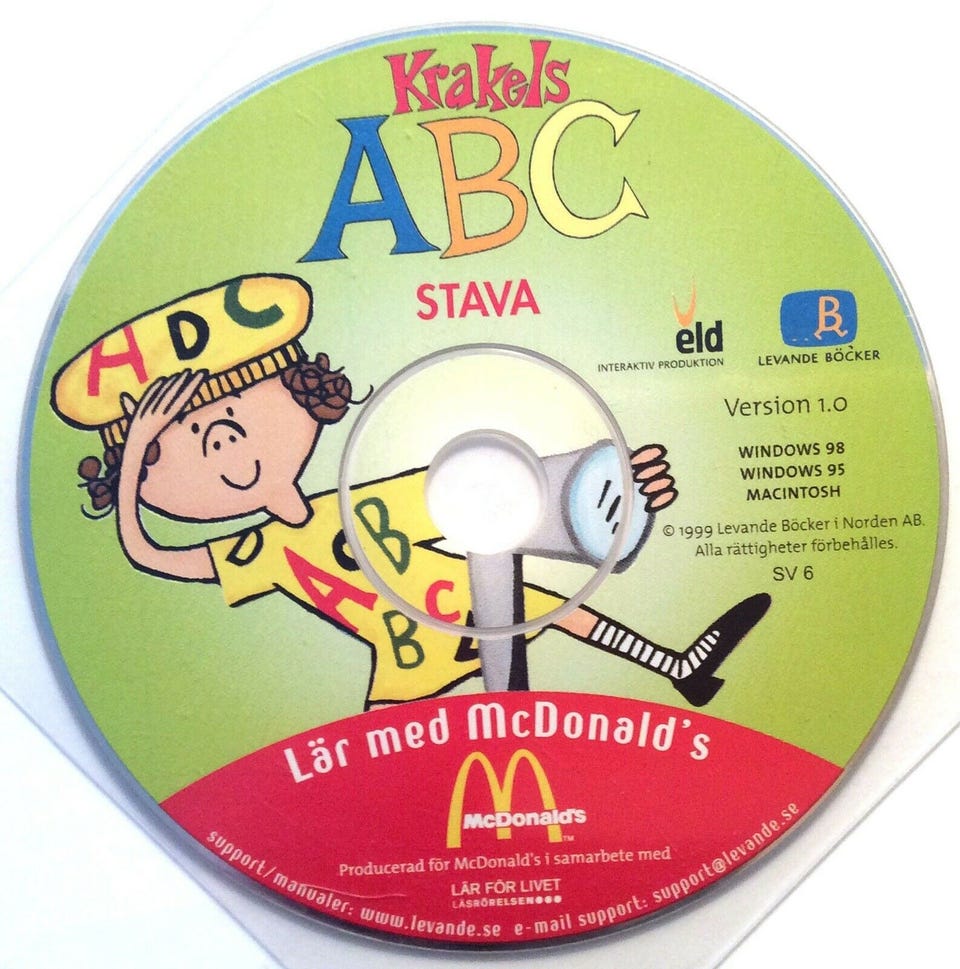 Krakels
ABC
STAVA
eld
INTERAKTIV PRODUKTION
B
LEVANDE BÖCKER
Version 1.0
WINDOWS 98
WINDOWS 95
MACINTOSH
© 1999 Levande Böcker i Norden AB.
Alla rättigheter förbehålles.
SV 6
A D C
D A C B
B C
Lär med McDonald's
McDonald's™
Producerad för McDonald's i samarbete med
LÄR FÖR LIVET
LÄSRÖRELSEN
support/manualer: www.levande.se e-mail support: support@levande.se